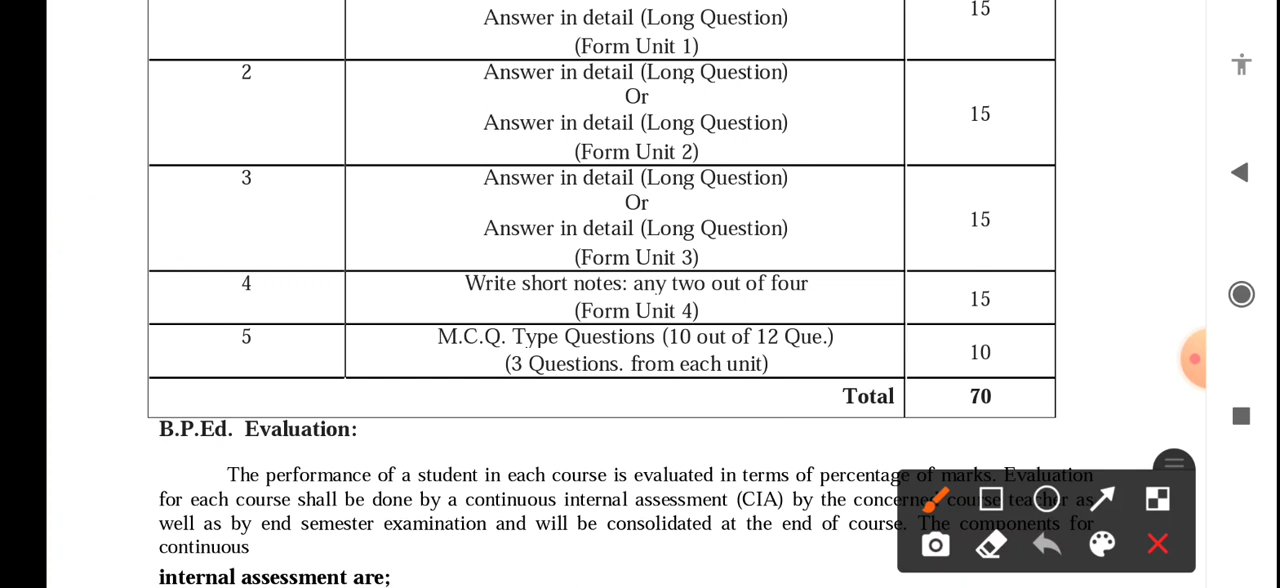 Answer in detail (Long Question)
(Form Unit 1)
15
2
Answer in detail (Long Question)
Or
Answer in detail (Long Question)
(Form Unit 2)
15
3
Answer in detail (Long Question)
Or
Answer in detail (Long Question)
(Form Unit 3)
15
4
Write short notes: any two out of four
(Form Unit 4)
15
5
M.C.Q. Type Questions (10 out of 12 Que.)
(3 Questions. from each unit)
10
Total 70
B.P.Ed. Evaluation:
The performance of a student in each course is evaluated in terms of percentage of marks. Evaluation
for each course shall be done by a continuous internal assessment (CIA) by the concerned course teacher as
well as by end semester examination and will be consolidated at the end of course. The components for
continuous
internal assessment are;